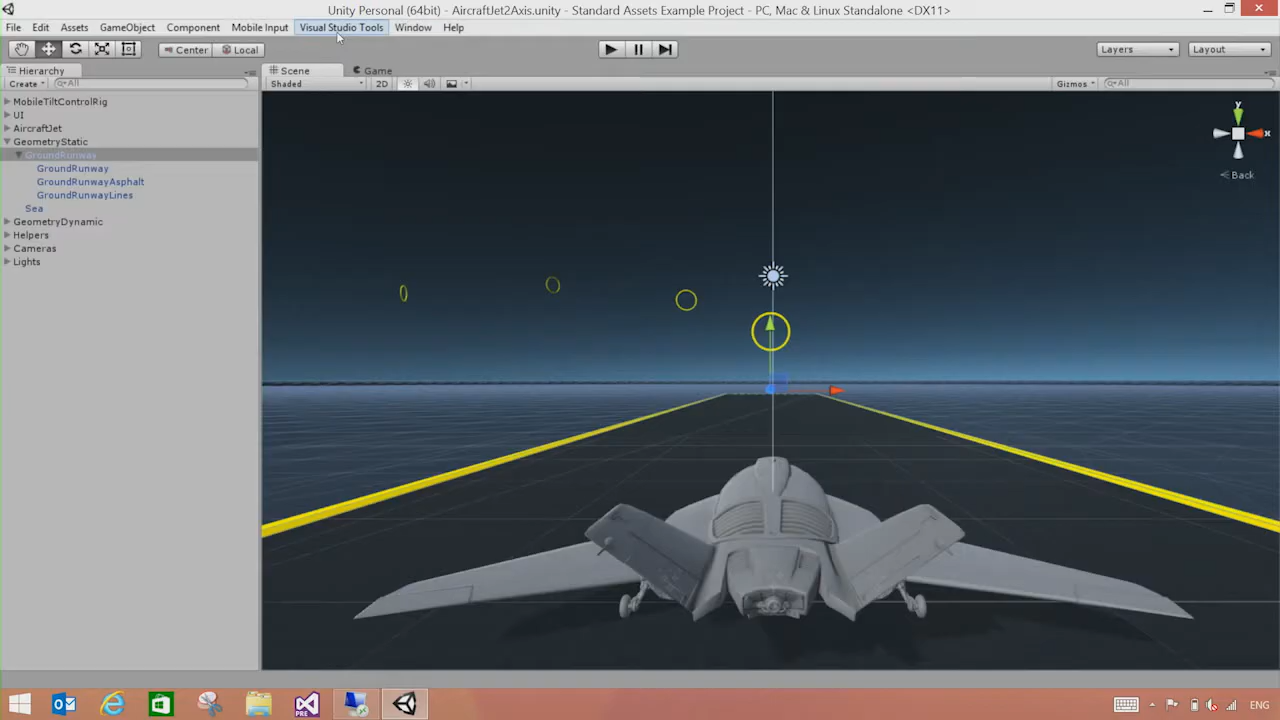 Unity Personal (64bit) - AircraftJet2Axis.unity - Standard Assets Example Project - PC, Mac & Linux Standalone <DX11>
File Edit Assets GameObject Component Mobile Input Visual Studio Tools Window Help
Center Local Layers Layout
Hierarchy Scene Game
Create All Shaded 2D Gizmos All
MobileTiltControlRig
UI
AircraftJet
GeometryStatic
GroundRunway
GroundRunway
GroundRunwayAsphalt
GroundRunwayLines
Sea
GeometryDynamic
Helpers
Cameras
Lights
y
x
Back
PRE
ENG